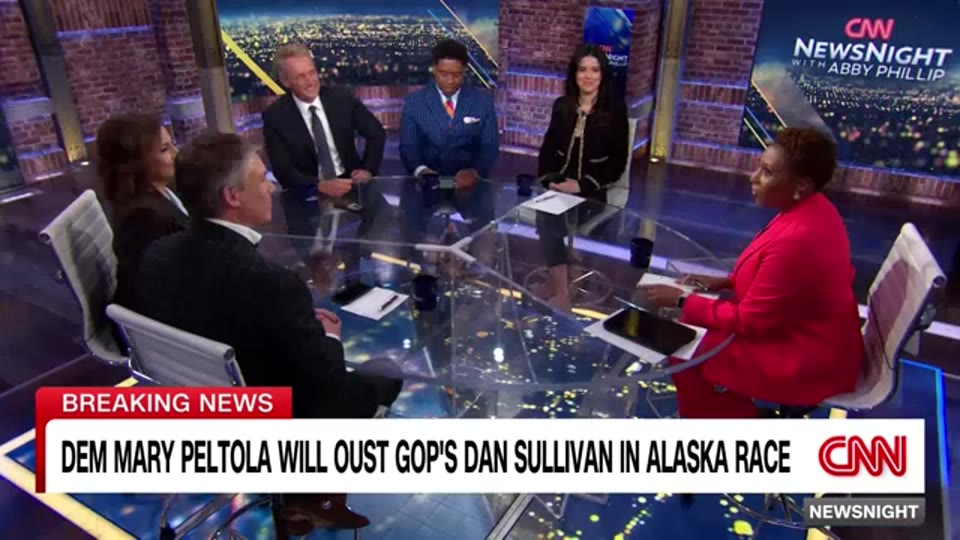 CNN
NEWSNIGHT
WITH ABBY PHILLIP
BREAKING NEWS
DEM MARY PELTOLA WILL OUST GOP'S DAN SULLIVAN IN ALASKA RACE
CNN
NEWSNIGHT